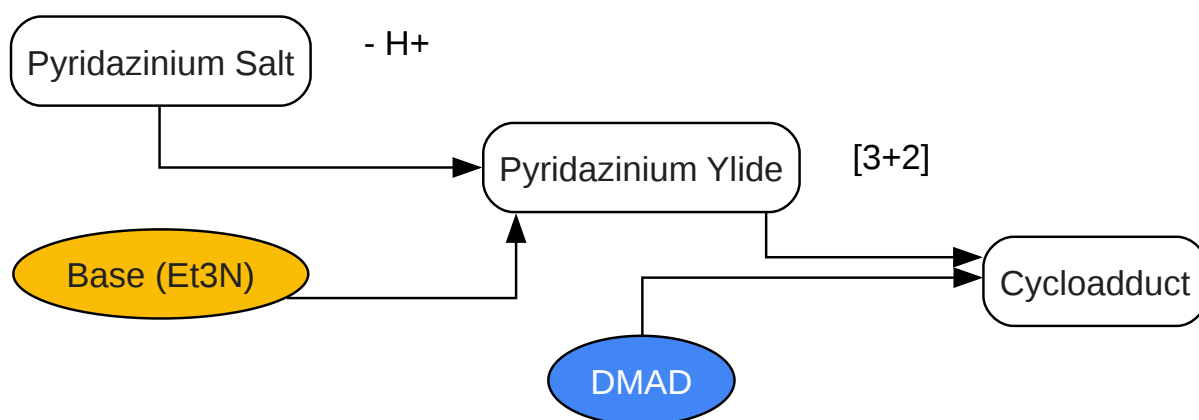 Pyridazinium Salt
- H+
Pyridazinium Ylide
[3+2]
Base (Et3N)
Cycloadduct
DMAD